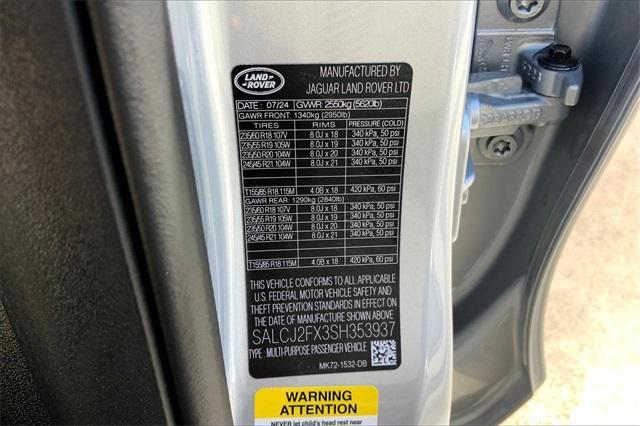 LAND
ROVER
MANUFACTURED BY
JAGUAR LAND ROVER LTD
DATE : 07/24 GVWR: 2550kg (5620lb)
GAWR FRONT: 1340kg (2950lb)
TIRES RIMS PRESSURE (COLD)
235/60 R18 107V 8.0J x 18 340 kPa, 50 psi
235/55 R19 105W 8.0J x 19 340 kPa, 50 psi
235/50 R20 104W 8.0J x 20 340 kPa, 50 psi
245/45 R21 104W 8.0J x 21 340 kPa, 50 psi
T155/85 R18 115M 4.0B x 18 420 kPa, 60 psi
GAWR REAR: 1290kg (2840lb)
235/60 R18 107V 8.0J x 18 340 kPa, 50 psi
235/55 R19 105W 8.0J x 19 340 kPa, 50 psi
235/50 R20 104W 8.0J x 20 340 kPa, 50 psi
245/45 R21 104W 8.0J x 21 340 kPa, 50 psi
T155/85 R18 115M 4.0B x 18 420 kPa, 60 psi
THIS VEHICLE CONFORMS TO ALL APPLICABLE
U.S. FEDERAL MOTOR VEHICLE SAFETY AND
THEFT PREVENTION STANDARDS IN EFFECT ON
THE DATE OF MANUFACTURE SHOWN ABOVE
SALCJ2FX3SH353937
TYPE : MULTI-PURPOSE PASSENGER VEHICLE
MK72-1532-DB
WARNING
ATTENTION
NEVER let child's head rest near